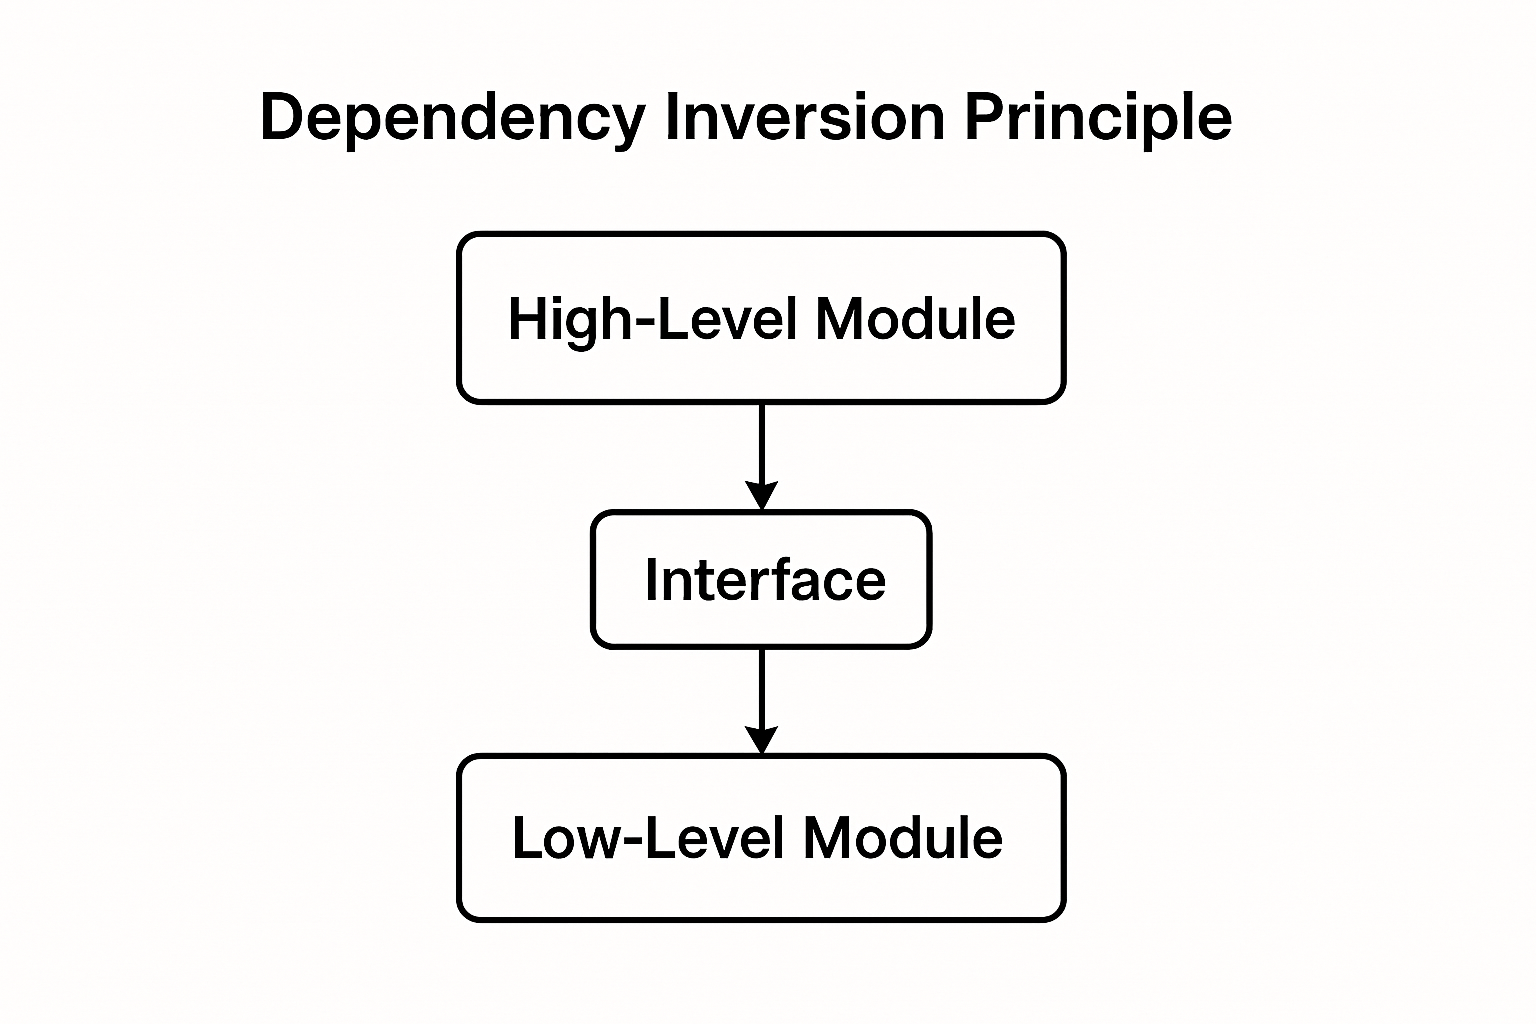 Dependency Inversion Principle
High-Level Module
Interface
Low-Level Module